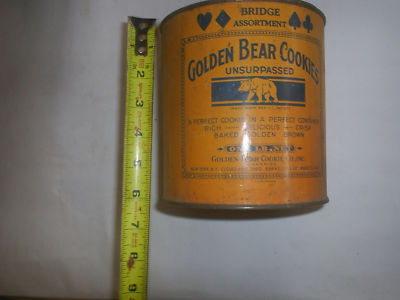 BRIDGE
ASSORTMENT
GOLDEN BEAR COOKIES
UNSURPASSED
A PERFECT COOKIE IN A PERFECT CONTAINER
RICH — DELICIOUS — CRISP
BAKED GOLDEN BROWN
GOLDEN BEAR COOKIE CO. INC.
2
3
4
5
6
7
8
9